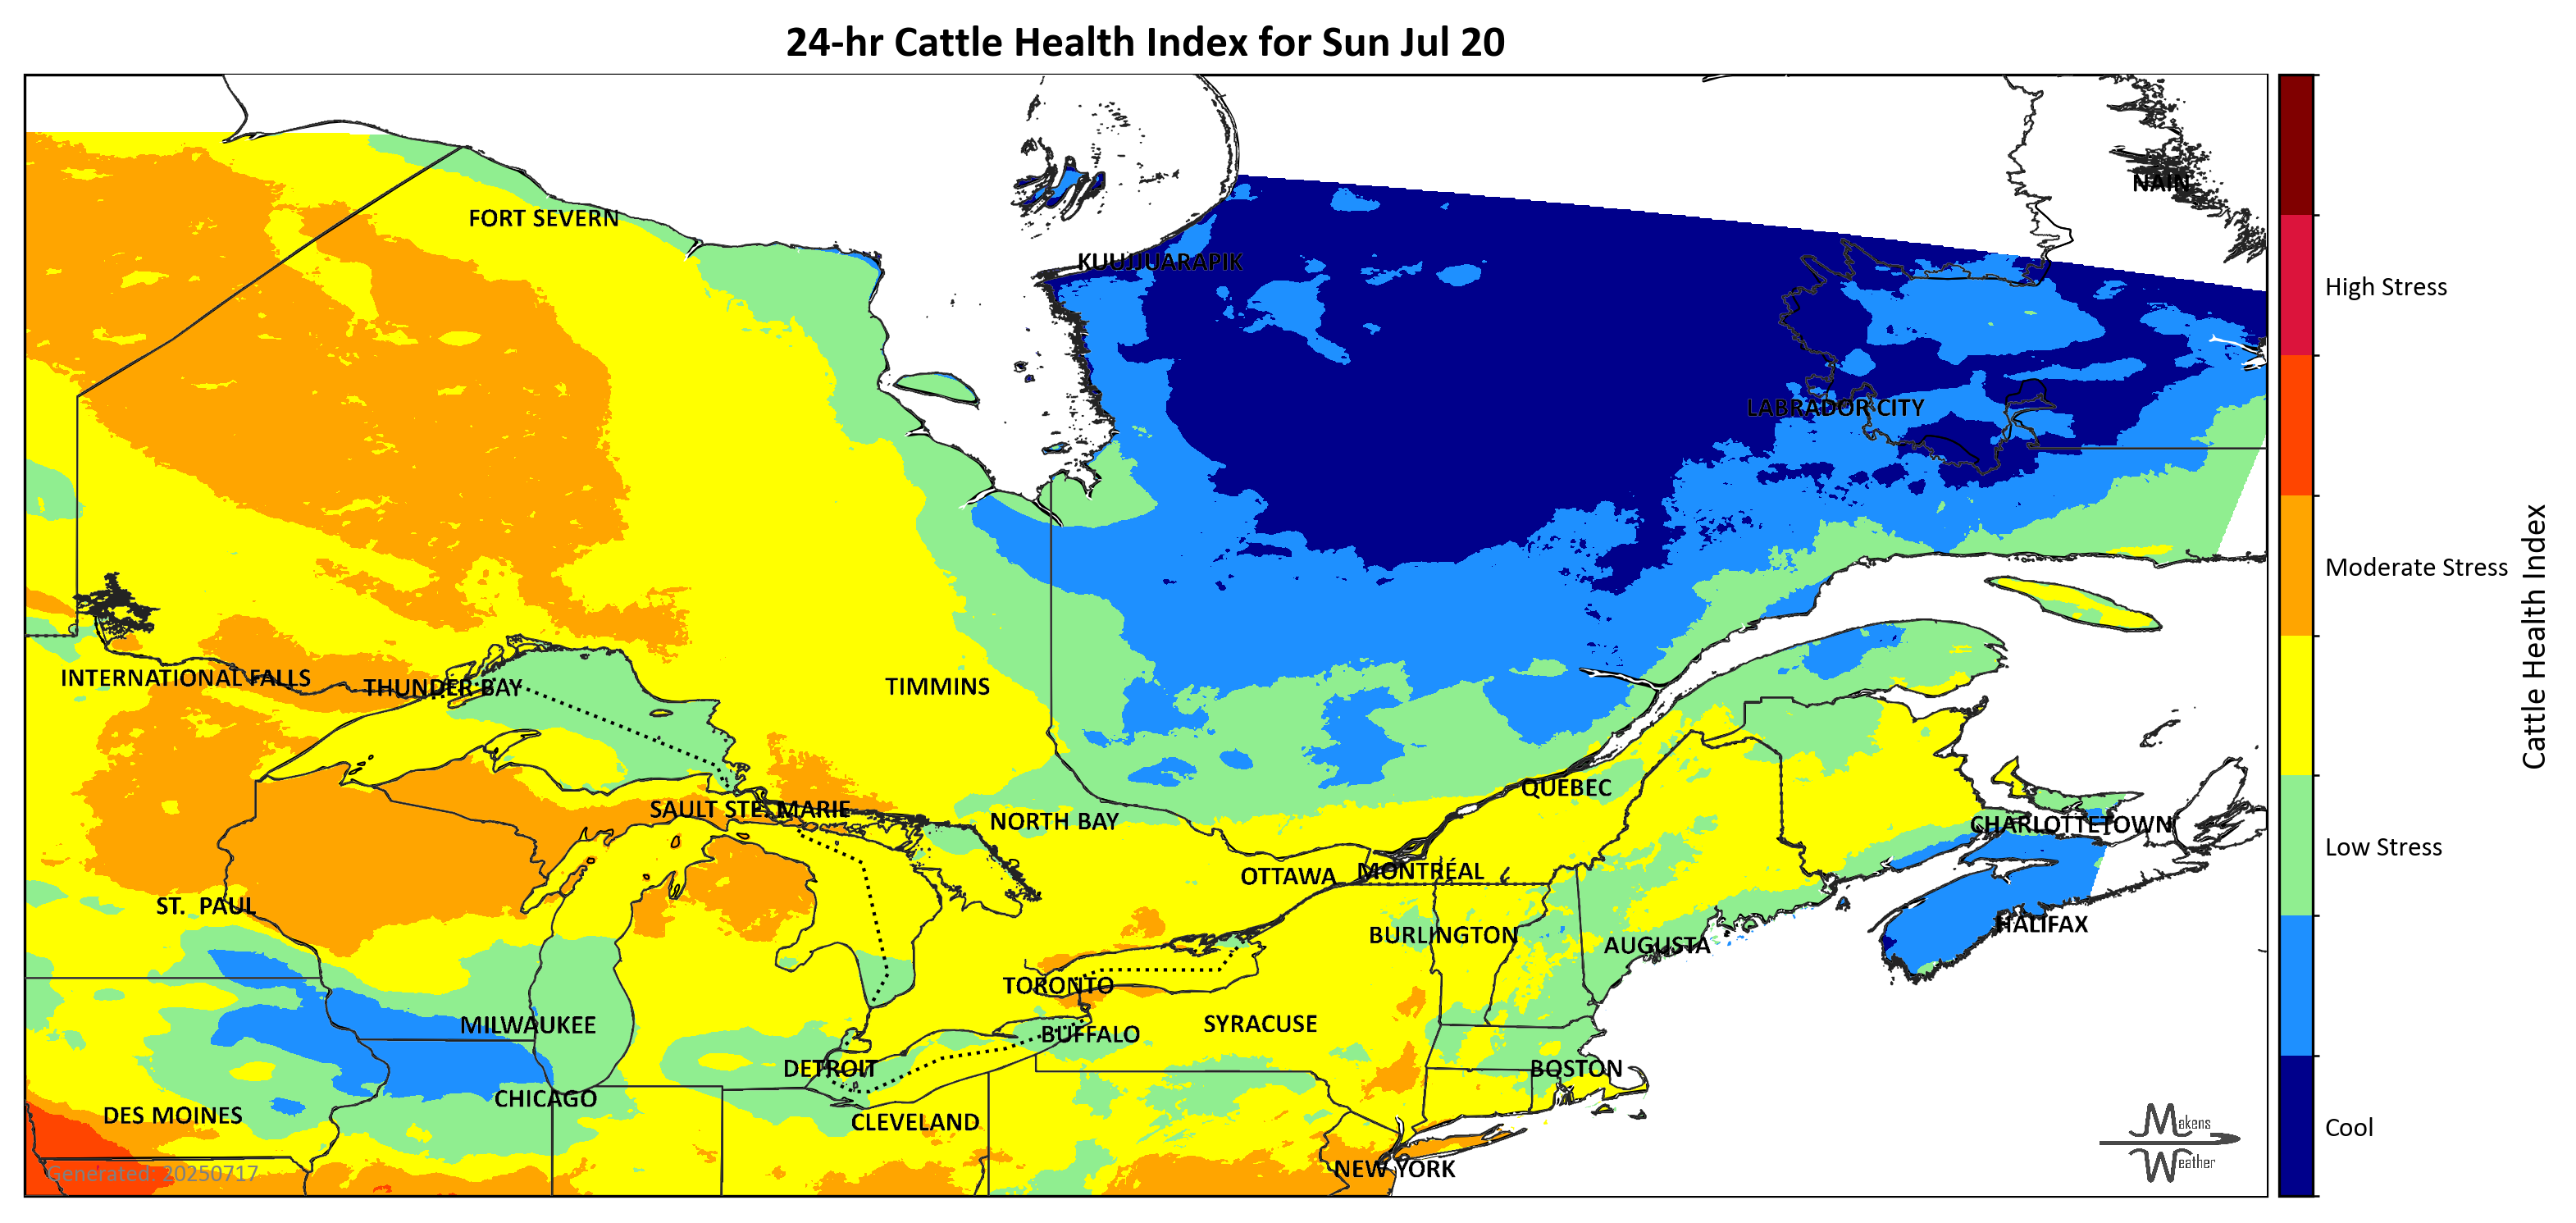 24-hr Cattle Health Index for Sun Jul 20
NAIN
FORT SEVERN
KUUJJUARAPIK
High Stress
LABRADOR CITY
Moderate Stress
Cattle Health Index
INTERNATIONAL FALLS
THUNDER BAY
TIMMINS
QUÉBEC
SAULT STE. MARIE
NORTH BAY
CHARLOTTETOWN
Low Stress
OTTAWA
MONTRÉAL
ST. PAUL
HALIFAX
BURLINGTON
AUGUSTA
TORONTO
MILWAUKEE
SYRACUSE
BUFFALO
DETROIT
BOSTON
CHICAGO
DES MOINES
CLEVELAND
Makens
Weather
Cool
NEW YORK
Generated: 20250717